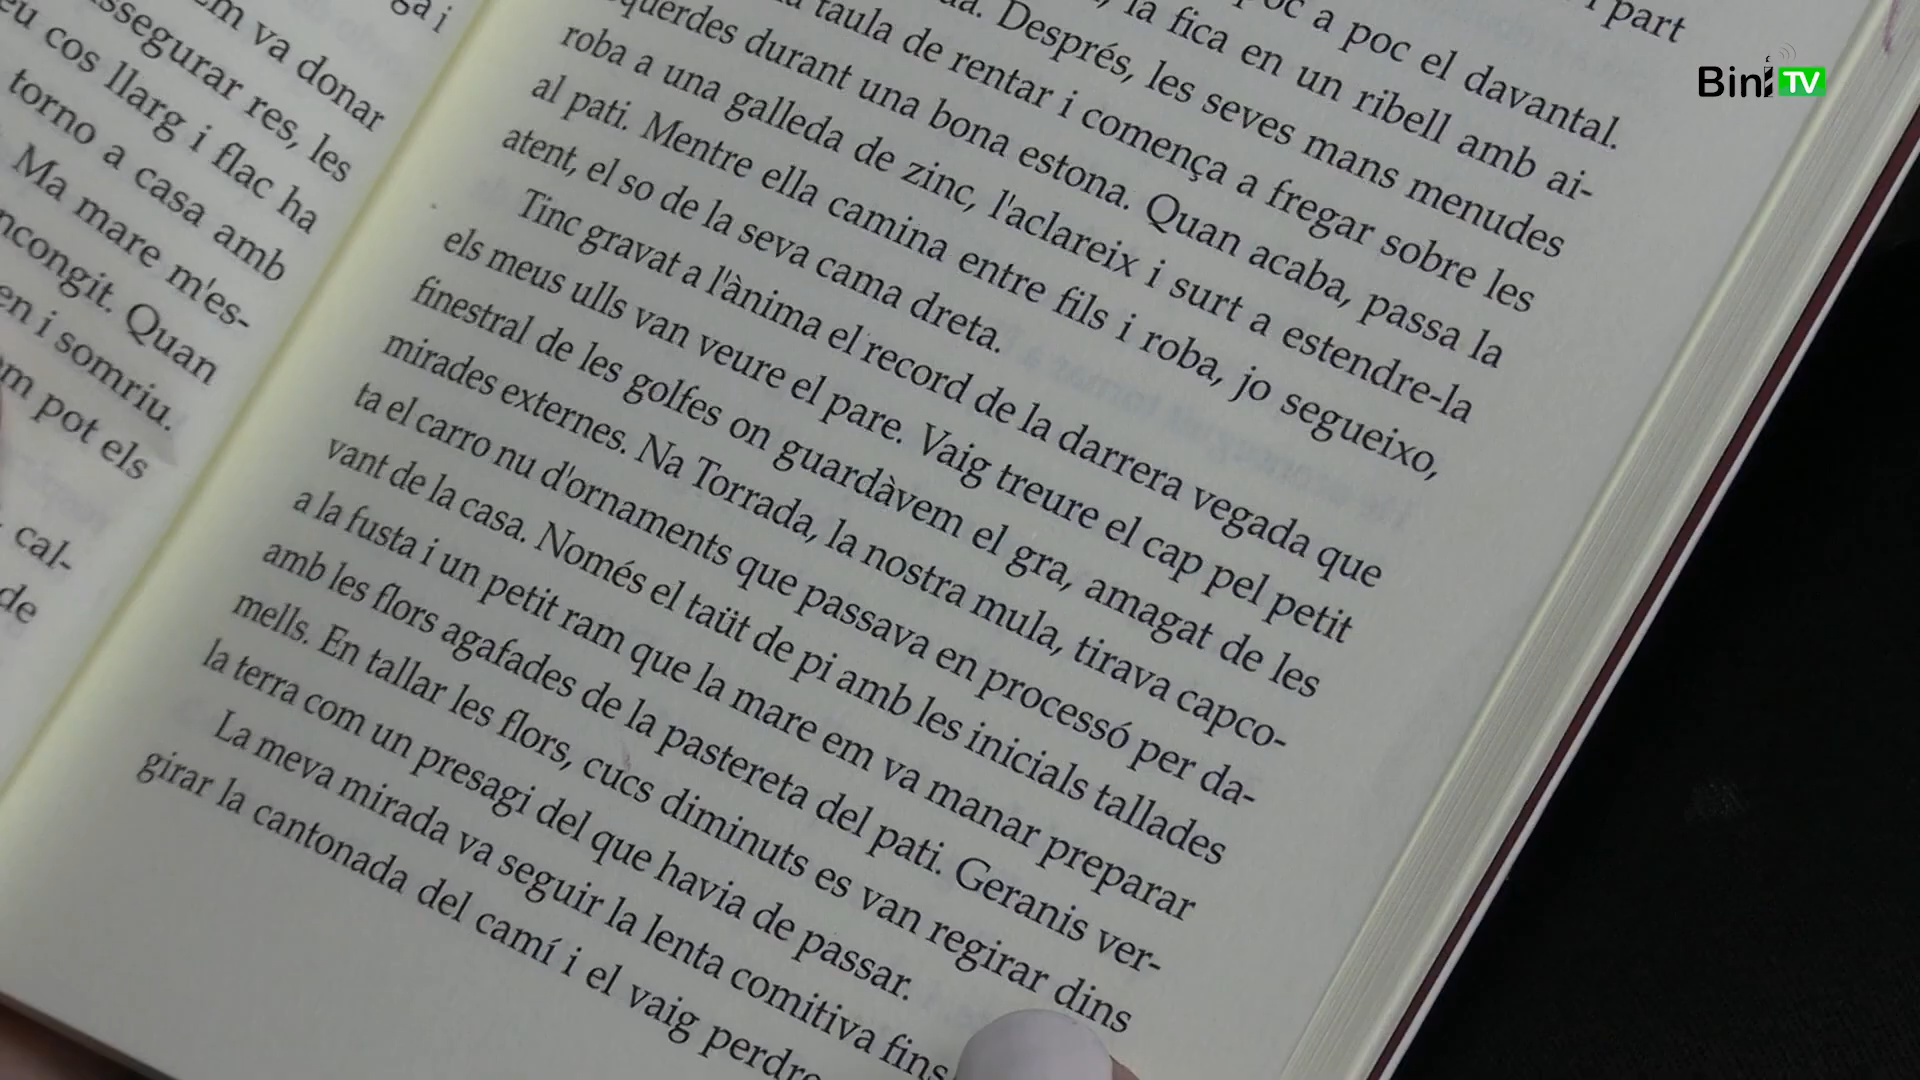 ga i
em va donar
ssegurar res, les
eu cos llarg i flac ha
torno a casa amb
Ma mare m'es-
ncongit. Quan
en i somriu.
om pot els
cal-
de
i part
poc a poc el davantal.
la fica en un ribell amb ai-
Després, les seves mans menudes
taula de rentar i comença a fregar sobre les
querdes durant una bona estona. Quan acaba, passa la
roba a una galleda de zinc, l'aclareix i surt a estendre-la
al pati. Mentre ella camina entre fils i roba, jo segueixo,
atent, el so de la seva cama dreta.
Tinc gravat a l'ànima el record de la darrera vegada que
els meus ulls van veure el pare. Vaig treure el cap pel petit
finestral de les golfes on guardàvem el gra, amagat de les
mirades externes. Na Torrada, la nostra mula, tirava capco-
ta el carro nu d'ornaments que passava en processó per da-
vant de la casa. Només el taüt de pi amb les inicials tallades
a la fusta i un petit ram que la mare em va manar preparar
amb les flors agafades de la pastereta del pati. Geranis ver-
mells. En tallar les flors, cucs diminuts es van regirar dins
la terra com un presagi del que havia de passar.
La meva mirada va seguir la lenta comitiva fins
girar la cantonada del camí i el vaig perdre
Bini TV